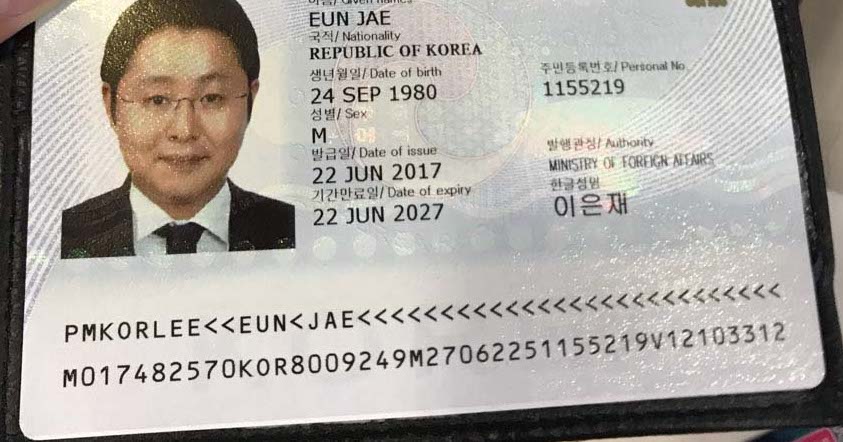 이름/ Given names
EUN JAE
국적/ Nationality
REPUBLIC OF KOREA
생년월일/ Date of birth
24 SEP 1980
주민등록번호/ Personal No.
1155219
성별/ Sex
M
발급일/ Date of issue
22 JUN 2017
발행관청/ Authority
MINISTRY OF FOREIGN AFFAIRS
기간만료일/ Date of expiry
22 JUN 2027
한글성명
이은재
PMKORLEE<<EUN<JAE<<<<<<<<<<<<<<<<<<<<<<<<<<<
M017482570KOR8009249M27062251155219V12103312